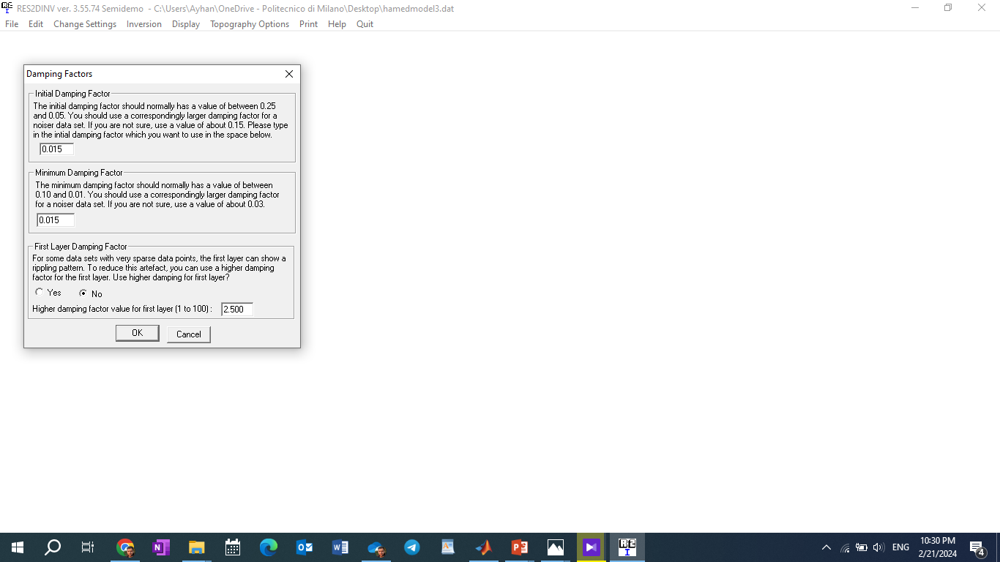 RES2DINV ver. 3.55.74 Semidemo - C:\Users\Ayhan\OneDrive - Politecnico di Milano\Desktop\hamedmodel3.dat
File Edit Change Settings Inversion Display Topography Options Print Help Quit
Damping Factors
Initial Damping Factor
The initial damping factor should normally has a value of between 0.25
and 0.05. You should use a correspondingly larger damping factor for a
noiser data set. If you are not sure, use a value of about 0.15. Please type
in the intial damping factor which you want to use in the space below.
0.015
Minimum Damping Factor
The minimum damping factor should normally has a value of between
0.10 and 0.01. You should use a correspondingly larger damping factor
for a noiser data set. If you are not sure, use a value of about 0.03.
0.015
First Layer Damping Factor
For some data sets with very sparse data points, the first layer can show a
rippling pattern. To reduce this artefact, you can use a higher damping
factor for the first layer. Use higher damping for first layer?
Yes No
Higher damping factor value for first layer (1 to 100) : 2.500
OK Cancel
ENG
10:30 PM
2/21/2024
4